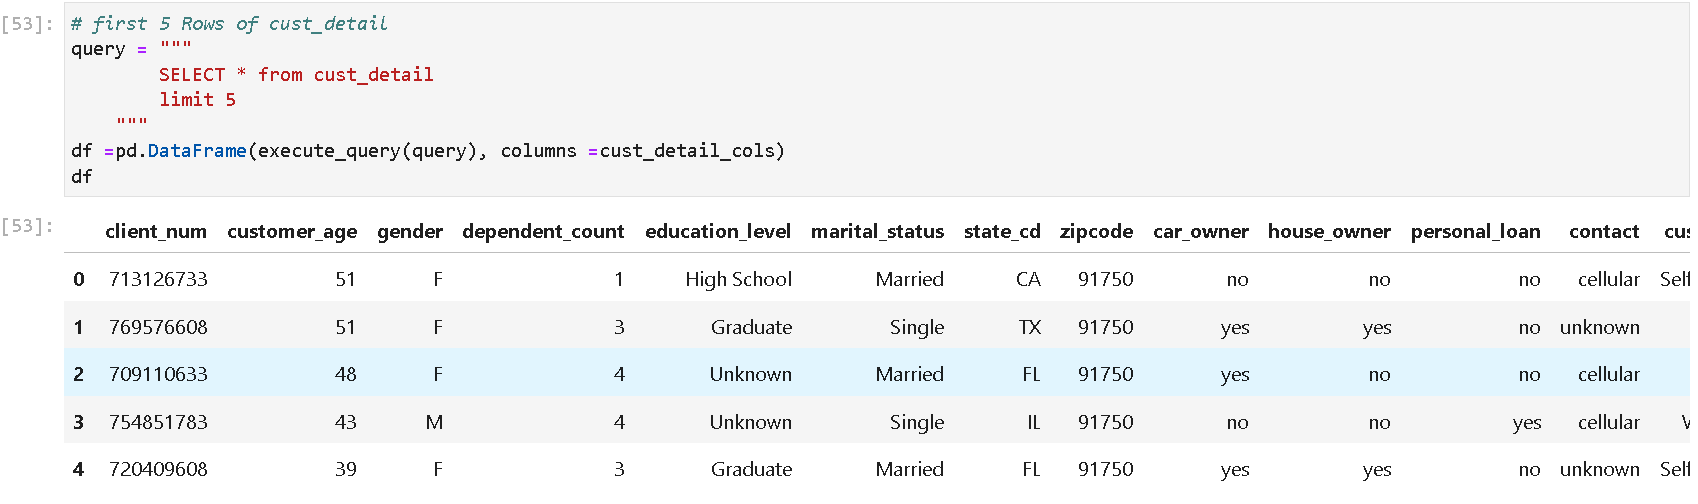 [53]: # first 5 Rows of cust_detail
query = """
SELECT * from cust_detail
limit 5
"""
df =pd.DataFrame(execute_query(query), columns =cust_detail_cols)
df
[53]: client_num customer_age gender dependent_count education_level marital_status state_cd zipcode car_owner house_owner personal_loan contact cus
0 713126733 51 F 1 High School Married CA 91750 no no no cellular Self
1 769576608 51 F 3 Graduate Single TX 91750 yes yes no unknown
2 709110633 48 F 4 Unknown Married FL 91750 yes no no cellular
3 754851783 43 M 4 Unknown Single IL 91750 no no yes cellular
4 720409608 39 F 3 Graduate Married FL 91750 yes yes no unknown Self